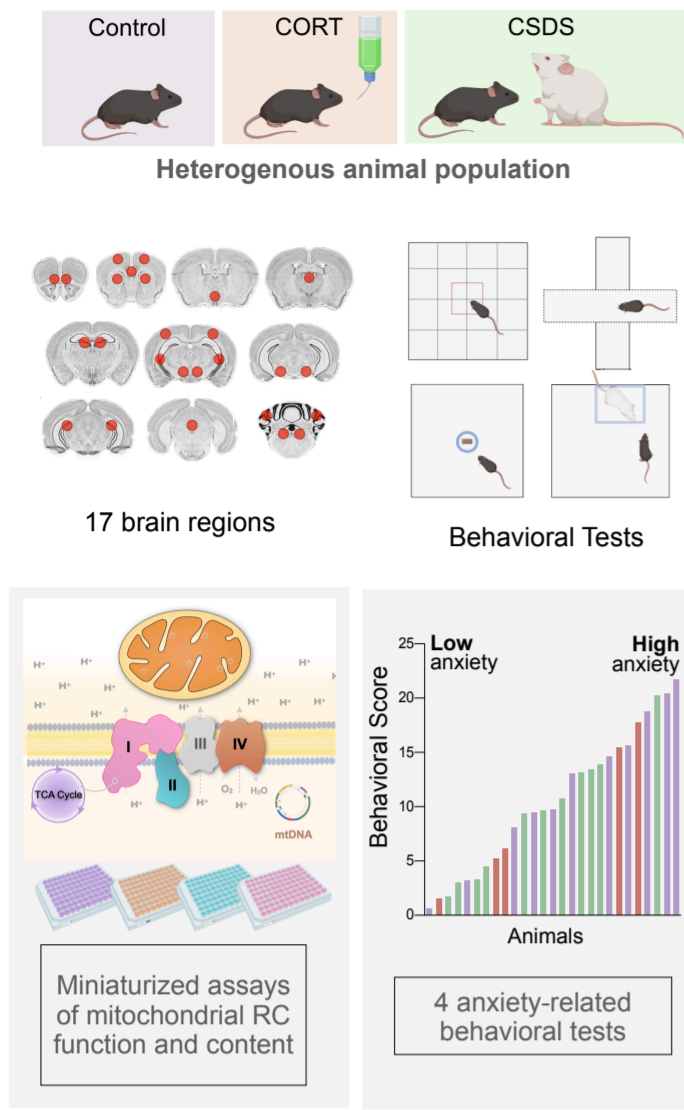 Control
CORT
CSDS
Heterogenous animal population
17 brain regions
Behavioral Tests
H⁺
H⁺
H⁺
H⁺
H⁺
H⁺
H⁺
H⁺
H⁺
H⁺
H⁺
H⁺
I
II
III
IV
TCA Cycle
H⁺
H⁺
O₂
H⁺
H₂O
mtDNA
Miniaturized assays
of mitochondrial RC
function and content
Behavioral Score
25
20
15
10
5
0
Low
anxiety
High
anxiety
Animals
4 anxiety-related
behavioral tests